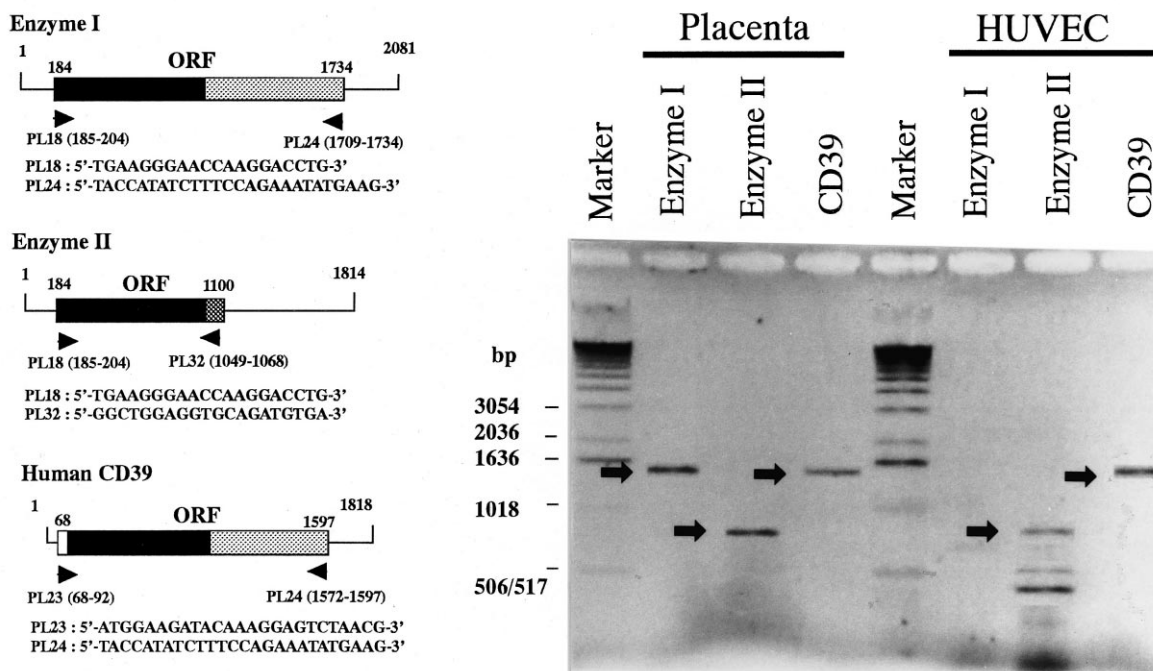 Enzyme I
1
2081
ORF
184
1734
PL18 (185-204)
PL24 (1709-1734)
PL18 : 5'-TGAAGGGAACCAAGGACCTG-3'
PL24 : 5'-TACCATATCTTTCCAGAAATATGAAG-3'
Enzyme II
1
1814
ORF
184
1100
PL18 (185-204)
PL32 (1049-1068)
PL18 : 5'-TGAAGGGAACCAAGGACCTG-3'
PL32 : 5'-GGCTGGAGGTGCAGATGTGA-3'
Human CD39
1
1818
ORF
68
1597
PL23 (68-92)
PL24 (1572-1597)
PL23 : 5'-ATGGAAGATACAAAGGAGTCTAACG-3'
PL24 : 5'-TACCATATCTTTCCAGAAATATGAAG-3'
Placenta
HUVEC
Marker
Enzyme I
Enzyme II
CD39
Marker
Enzyme I
Enzyme II
CD39
bp
3054
2036
1636
1018
506/517